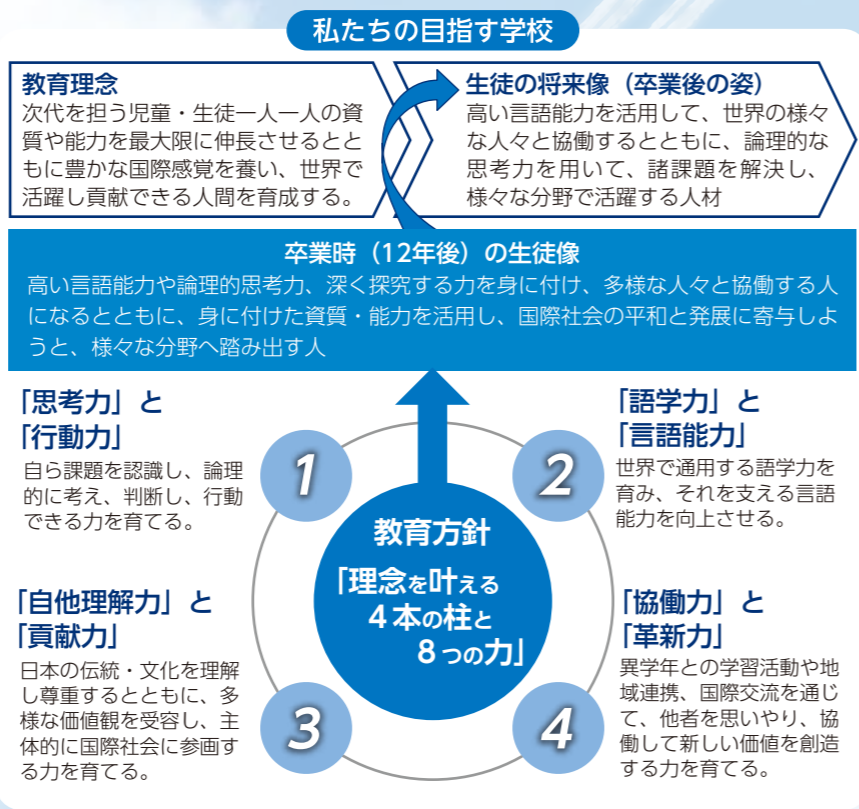 私たちの目指す学校
教育理念
次代を担う児童・生徒一人一人の資
質や能力を最大限に伸長させるとと
もに豊かな国際感覚を養い、世界で
活躍し貢献できる人間を育成する。
生徒の将来像（卒業後の姿）
高い言語能力を活用して、世界の様々
な人々と協働するとともに、論理的な
思考力を用いて、諸課題を解決し、
様々な分野で活躍する人材
卒業時（12年後）の生徒像
高い言語能力や論理的思考力、深く探究する力を身に付け、多様な人々と協働する人
になるとともに、身に付けた資質・能力を活用し、国際社会の平和と発展に寄与しよ
うと、様々な分野へ踏み出す人
「思考力」と
「行動力」
自ら課題を認識し、論理
的に考え、判断し、行動
できる力を育てる。
1
2
「語学力」と
「言語能力」
世界で通用する語学力を
育み、それを支える言語
能力を向上させる。
教育方針
「理念を叶える
4本の柱と
8つの力」
「自他理解力」と
「貢献力」
日本の伝統・文化を理解
し尊重するとともに、多
様な価値観を受容し、主
体的に国際社会に参画す
る力を育てる。
3
4
「協働力」と
「革新力」
異学年との学習活動や地
域連携、国際交流を通じ
て、他者を思いやり、協
働して新しい価値を創造
する力を育てる。